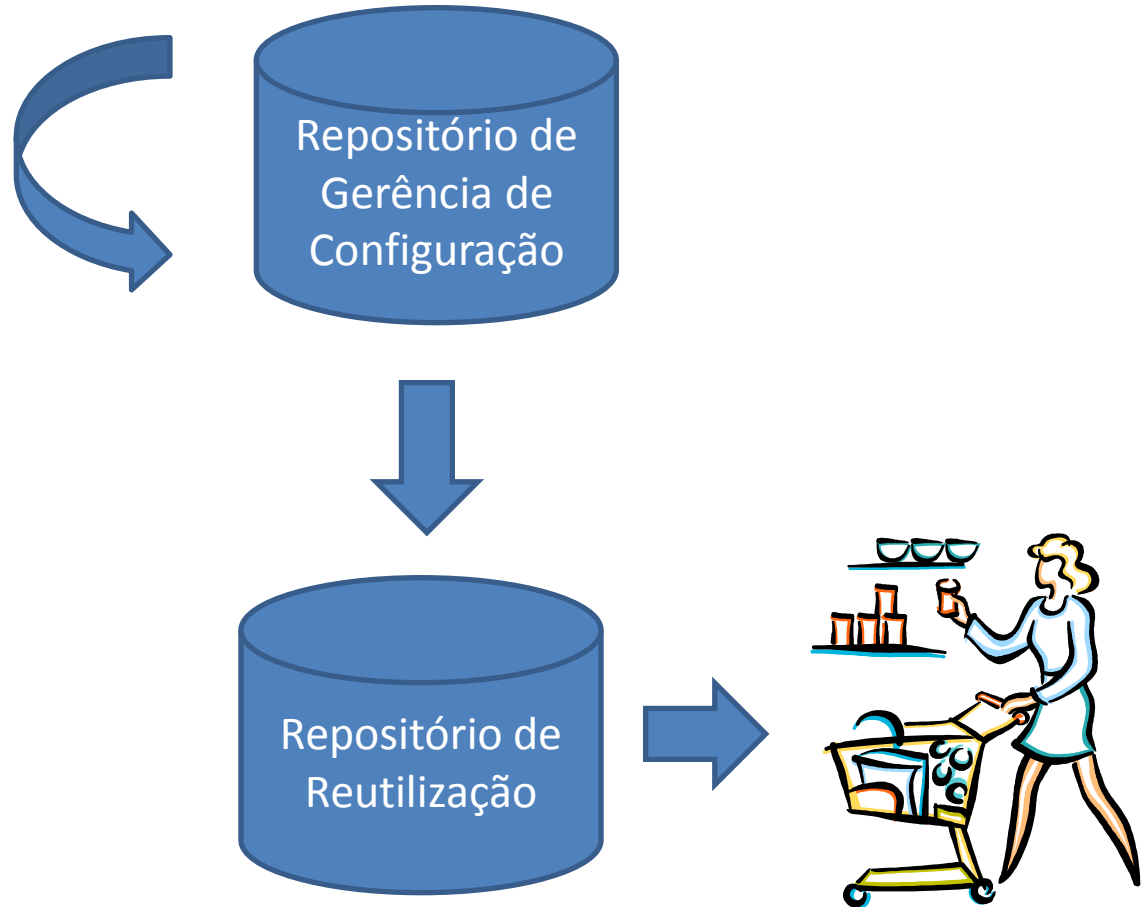 Repositório de
Gerência de
Configuração
Repositório de
Reutilização